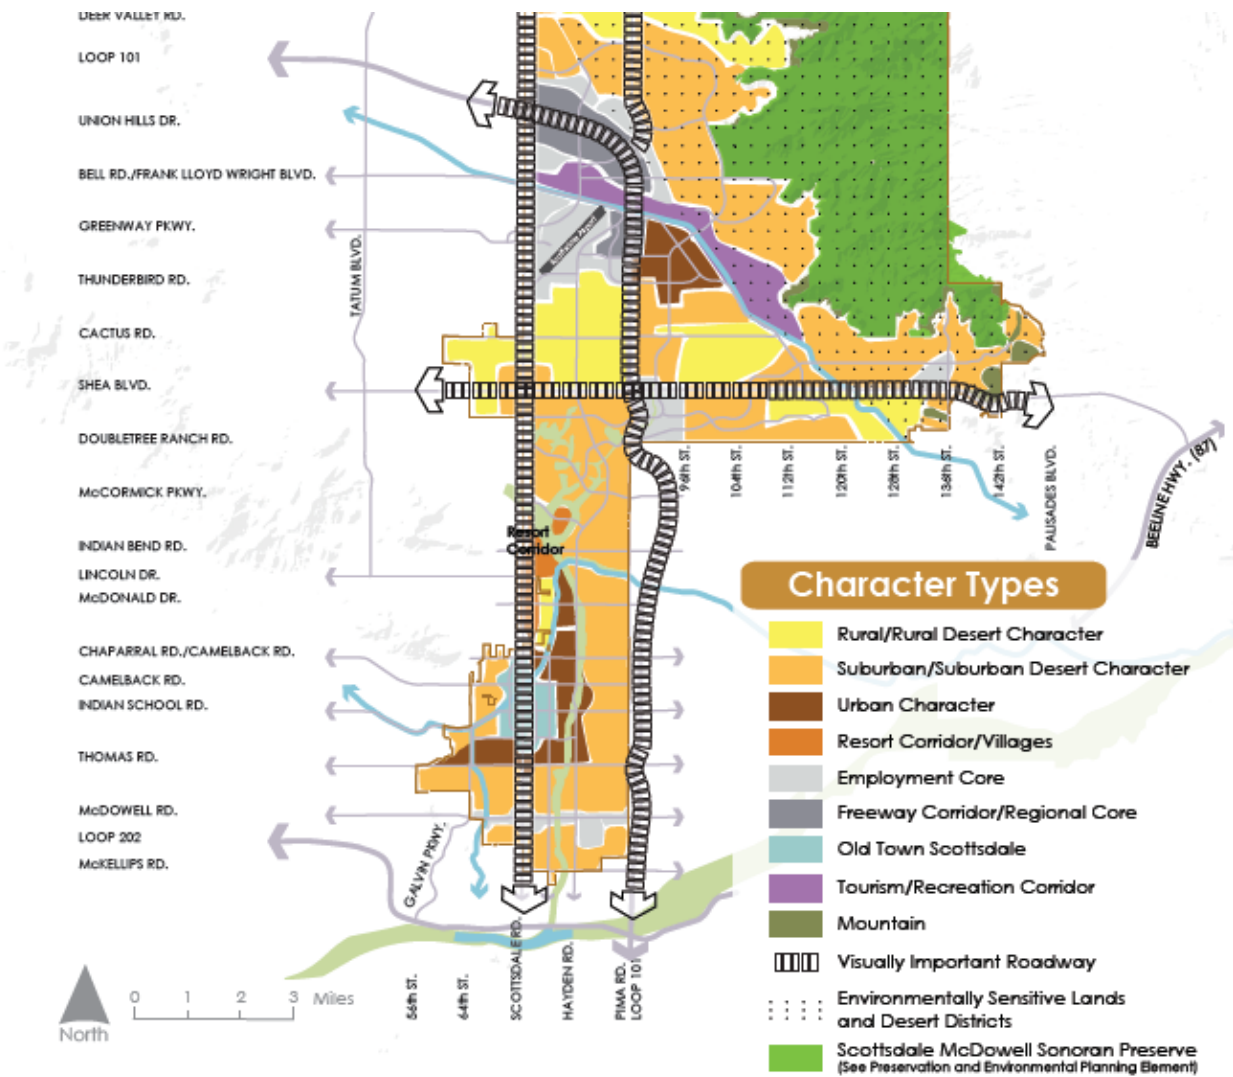 DEER VALLEY RD.
LOOP 101
UNION HILLS DR.
BELL RD./FRANK LLOYD WRIGHT BLVD.
GREENWAY PKWY.
THUNDERBIRD RD.
CACTUS RD.
SHEA BLVD.
DOUBLETREE RANCH RD.
McCORMICK PKWY.
INDIAN BEND RD.
LINCOLN DR.
McDONALD DR.
CHAPARRAL RD./CAMELBACK RD.
CAMELBACK RD.
INDIAN SCHOOL RD.
THOMAS RD.
McDOWELL RD.
LOOP 202
McKELLIPS RD.
TATUM BLVD.
Scottsdale Airport
Resort
Corridor
96th ST.
104th ST.
112th ST.
120th ST.
128th ST.
136th ST.
142th ST.
PALISADES BLVD.
BEELINE HWY. (87)
GALVIN PKWY.
56th ST.
64th ST.
SCOTTSDALE RD.
HAYDEN RD.
PIMA RD.
LOOP 101
North
0 1 2 3 Miles
Character Types
Rural/Rural Desert Character
Suburban/Suburban Desert Character
Urban Character
Resort Corridor/Villages
Employment Core
Freeway Corridor/Regional Core
Old Town Scottsdale
Tourism/Recreation Corridor
Mountain
Visually Important Roadway
Environmentally Sensitive Lands
and Desert Districts
Scottsdale McDowell Sonoran Preserve
(See Preservation and Environmental Planning Element)